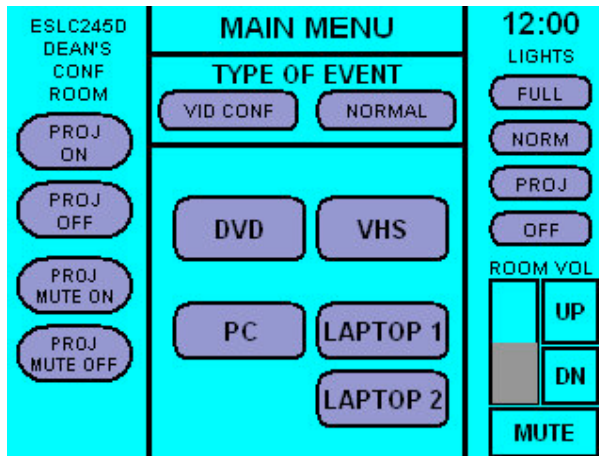 ESLC245D
DEAN'S
CONF
ROOM
PROJ
ON
PROJ
OFF
PROJ
MUTE ON
PROJ
MUTE OFF
MAIN MENU
TYPE OF EVENT
VID CONF
NORMAL
DVD
VHS
PC
LAPTOP 1
LAPTOP 2
12:00
LIGHTS
FULL
NORM
PROJ
OFF
ROOM VOL
UP
DN
MUTE